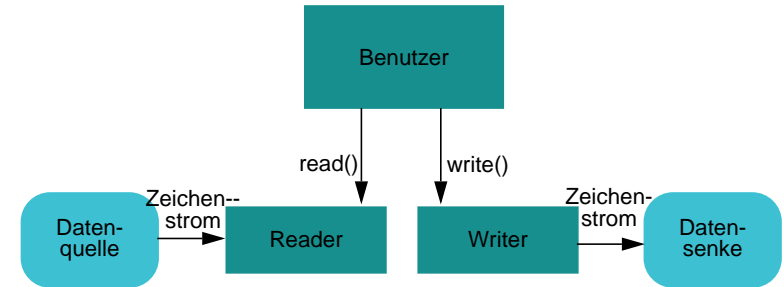 Benutzer
read()
write()
Zeichen--
strom
Zeichen-
strom
Daten-
quelle
Reader
Writer
Daten-
senke